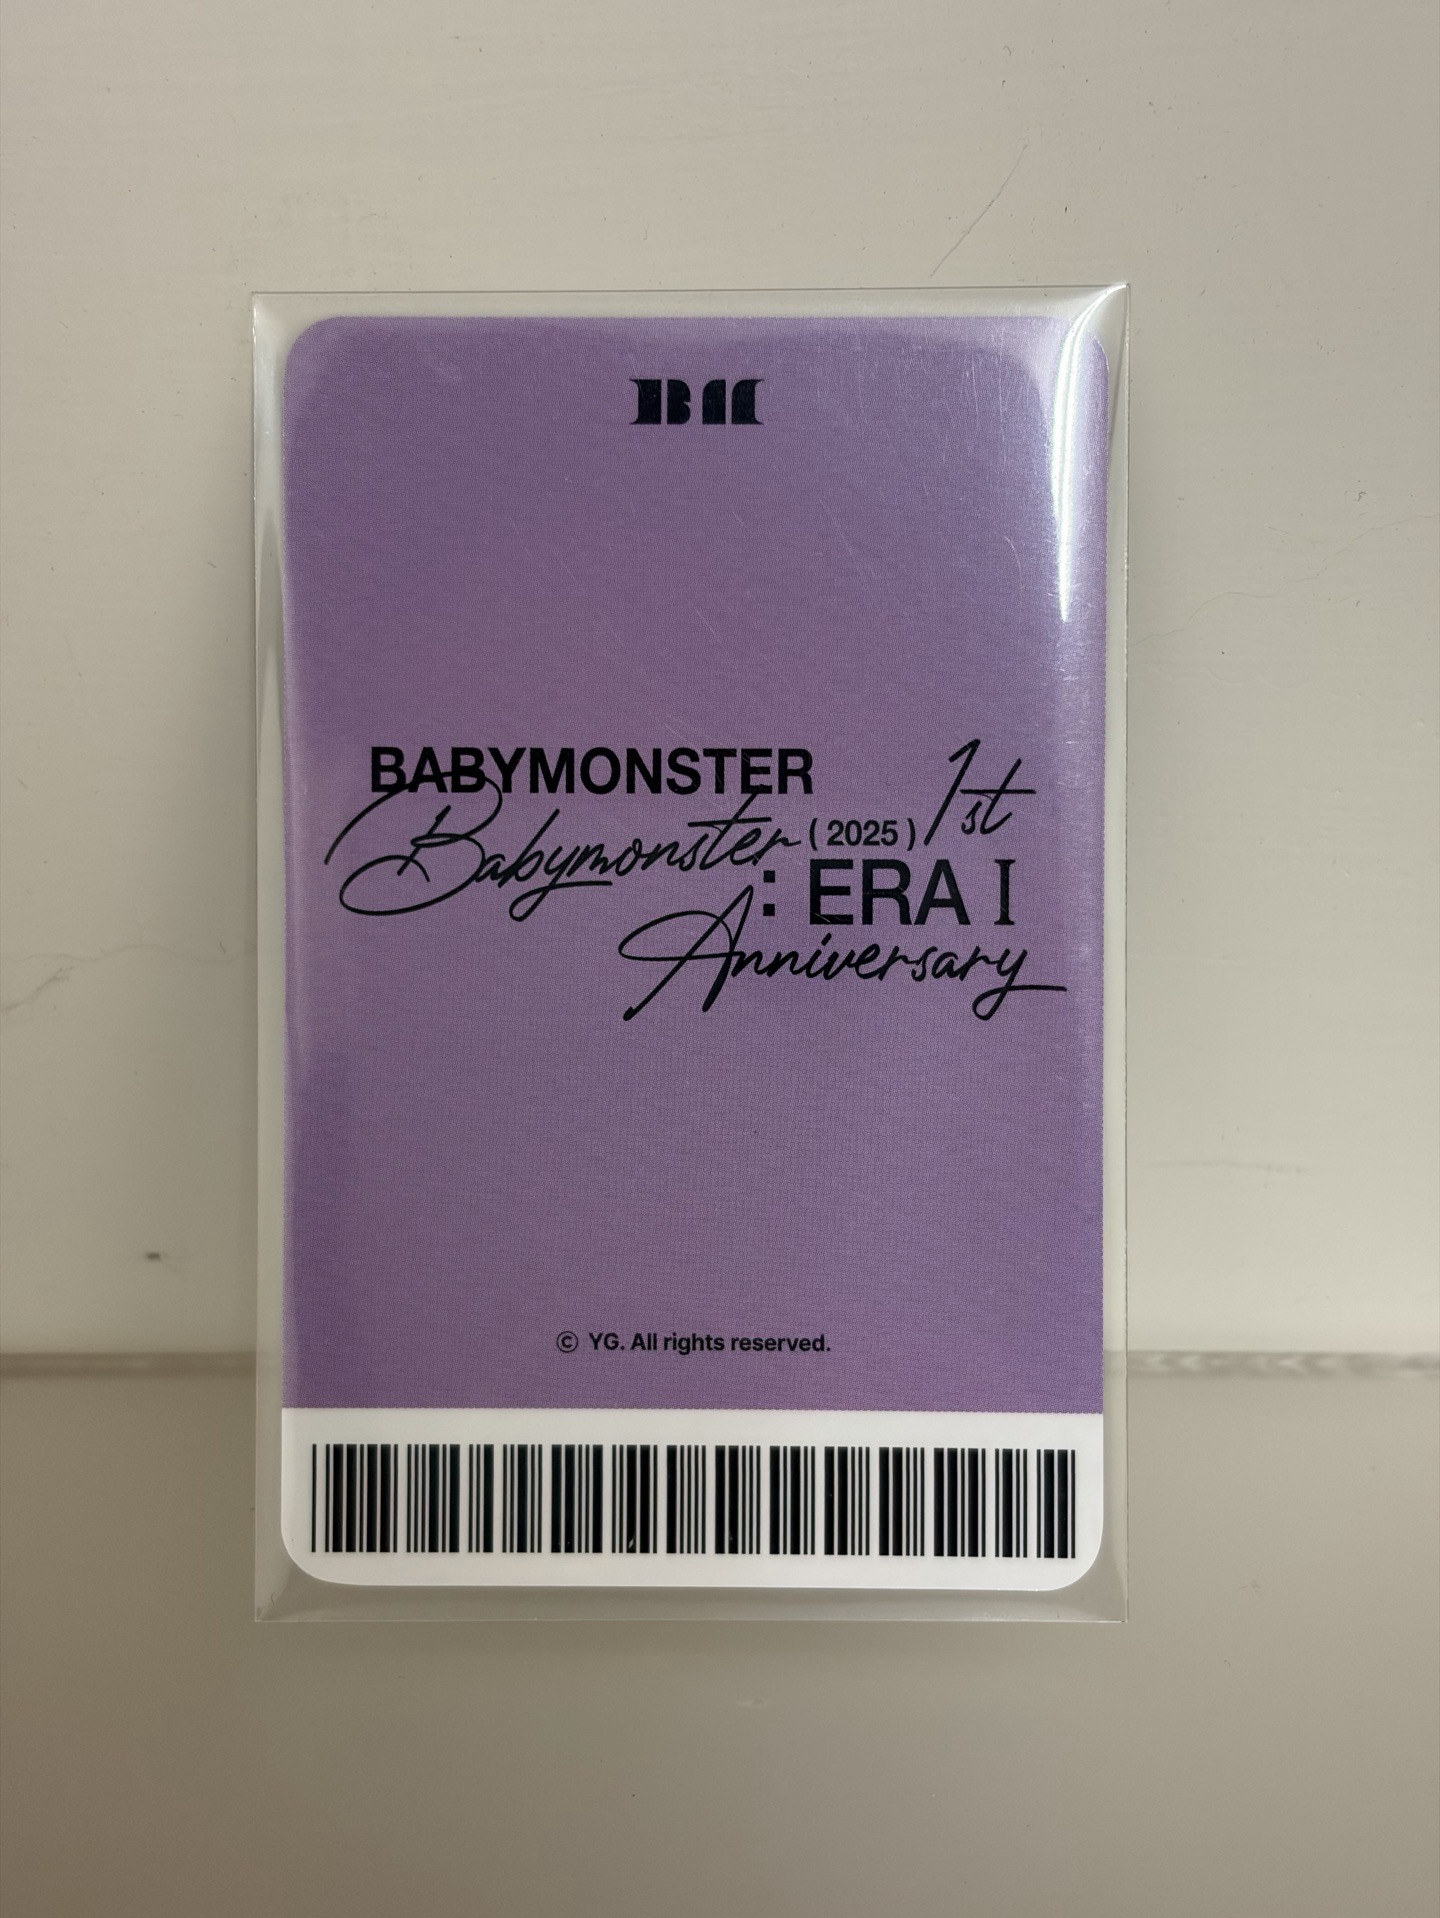 BM
BABYMONSTER
Babymonster (2025) 1st
: ERA I
Anniversary
© YG. All rights reserved.